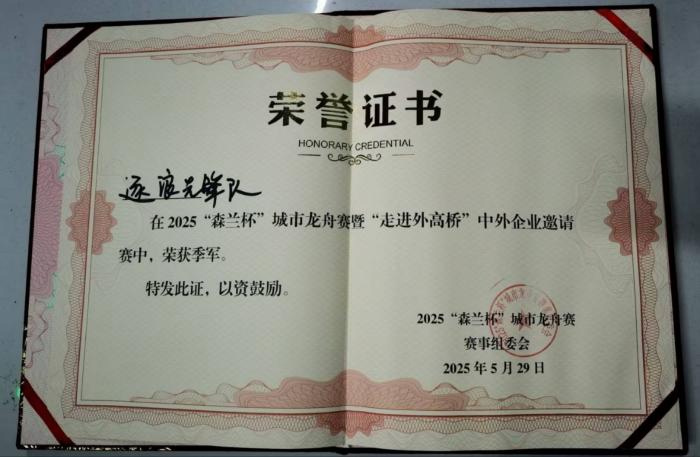 荣誉证书
HONORARY CREDENTIAL
逐浪先锋队
在2025“森兰杯”城市龙舟赛暨“走进外高桥”中外企业邀请
赛中，荣获季军。
特发此证，以资鼓励。
2025“森兰杯”城市龙舟赛
赛事组委会
2025年5月29日